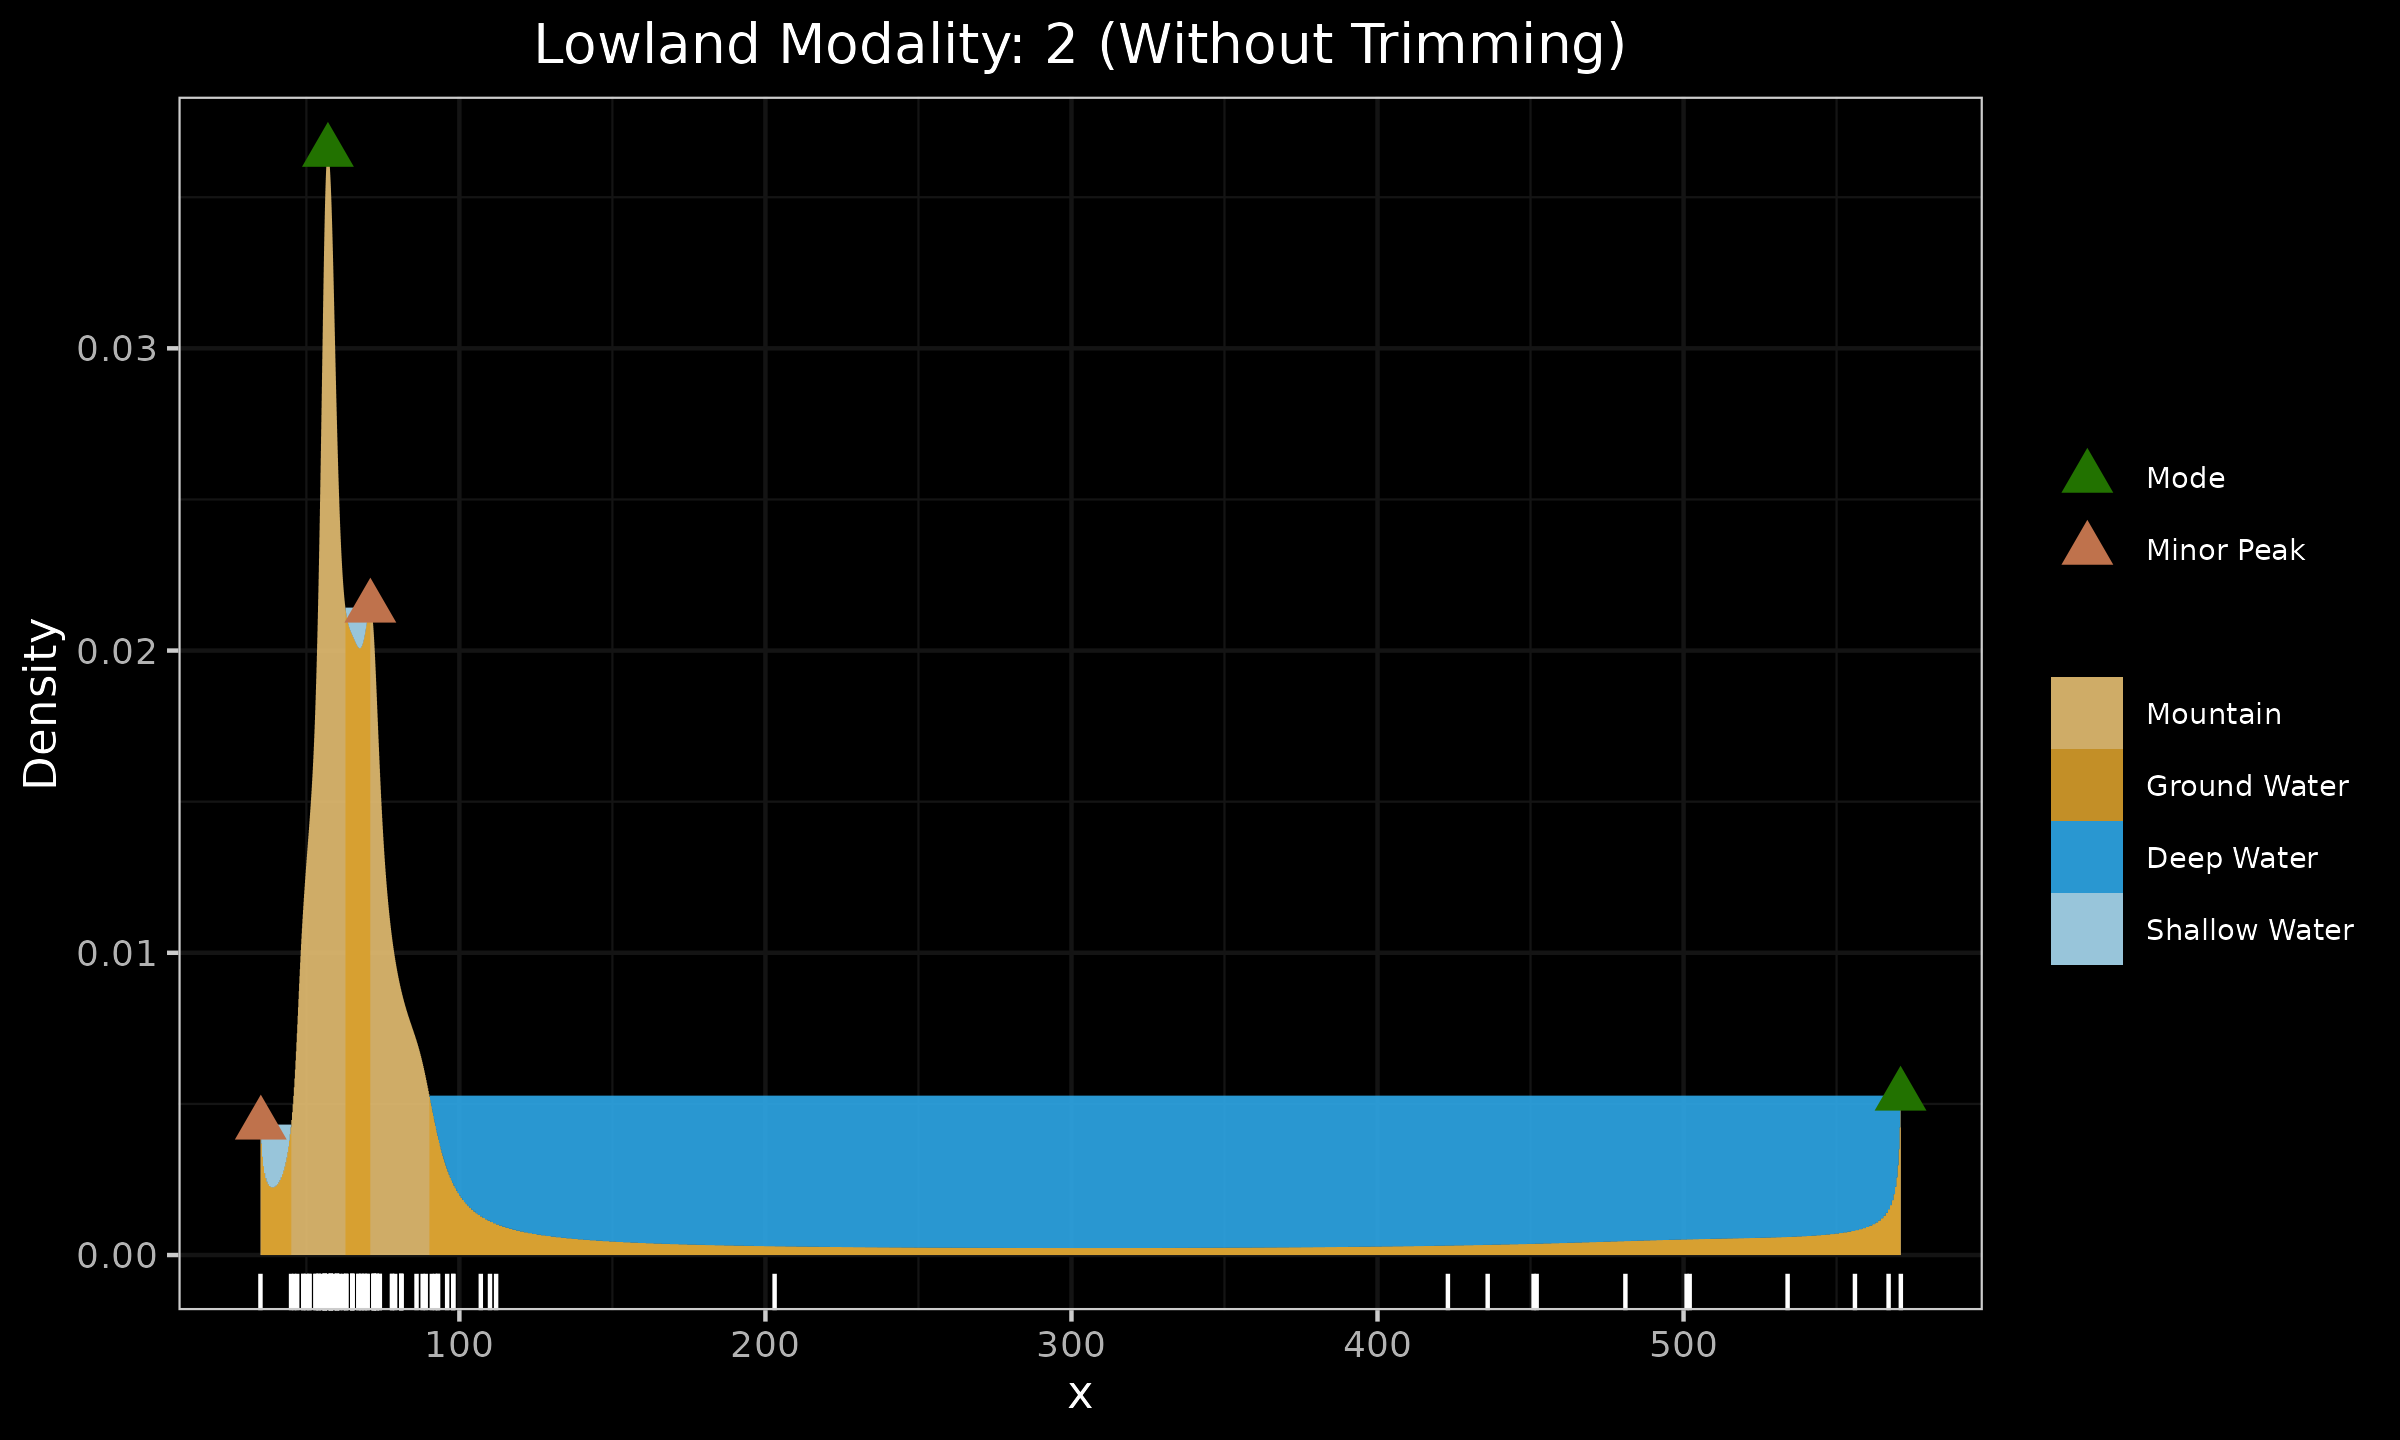 Lowland Modality: 2 (Without Trimming)
Density
0.03
0.02
0.01
0.00
100 200 300 400 500
x
Mode
Minor Peak
Mountain
Ground Water
Deep Water
Shallow Water